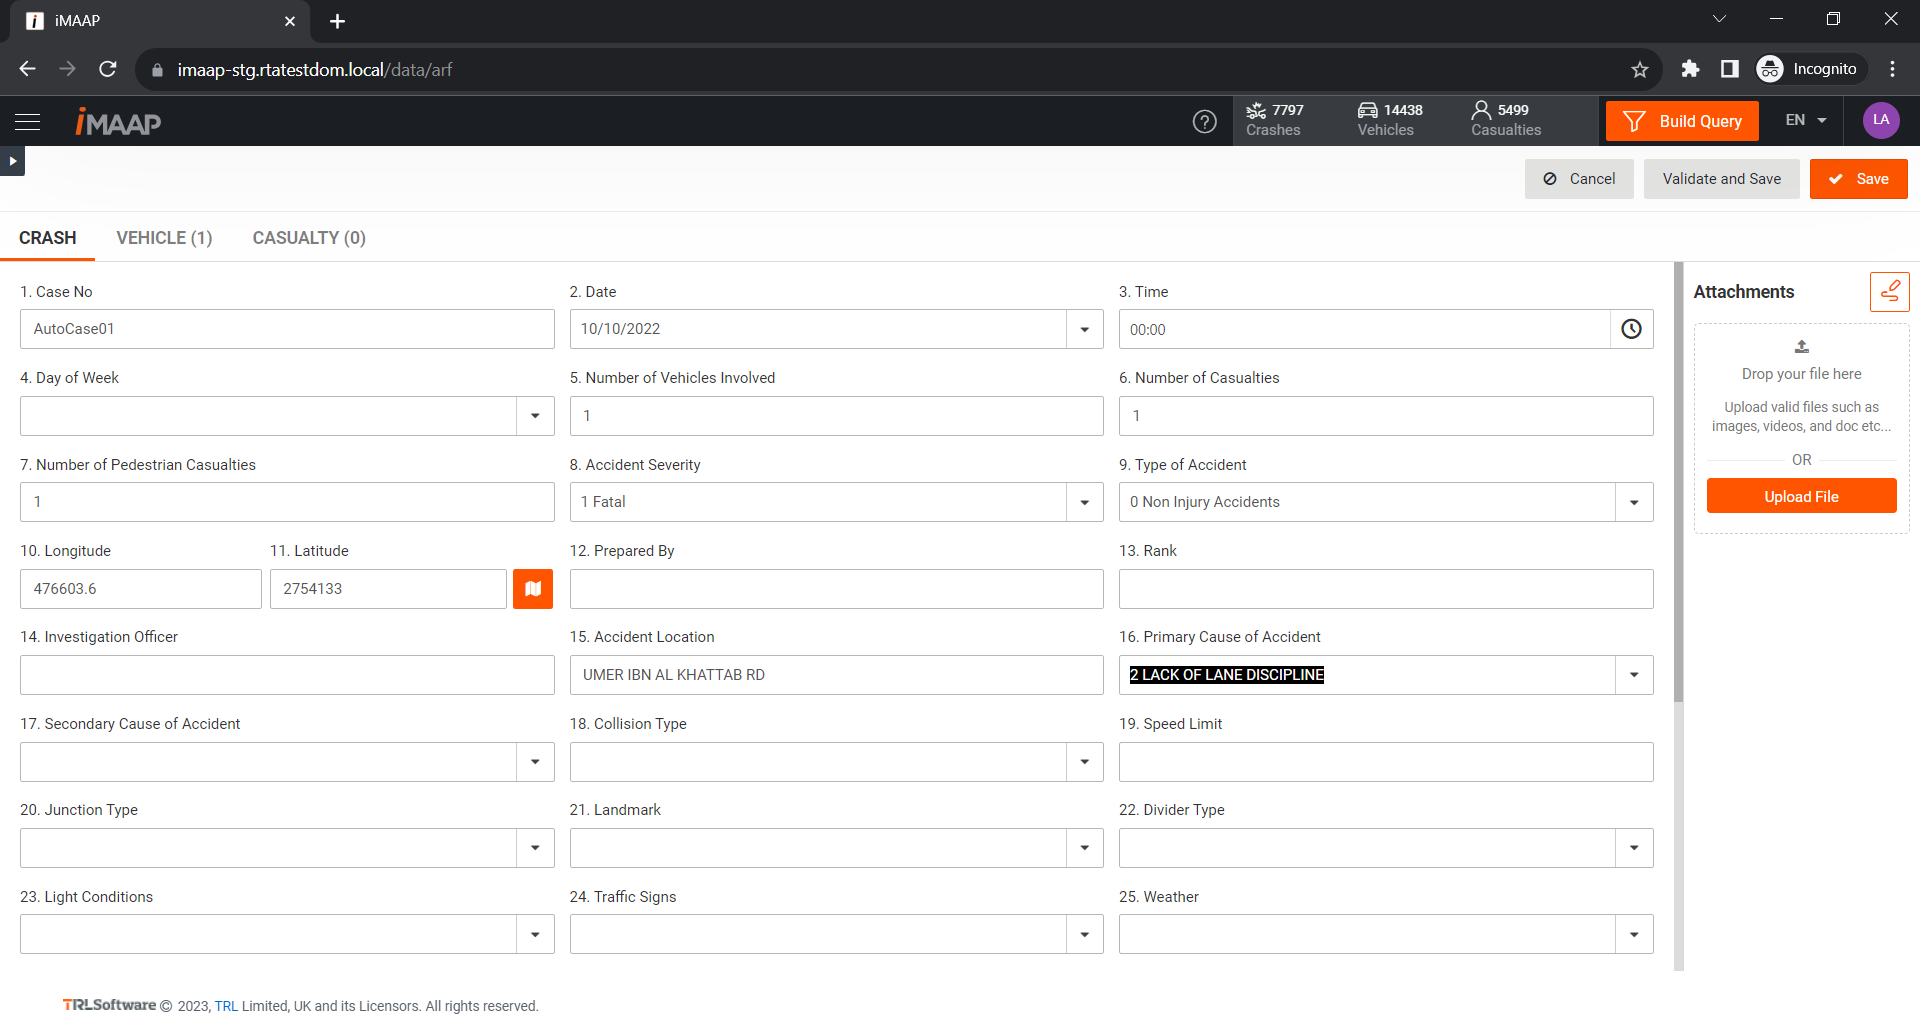 iMAAP
imaap-stg.rtatestdom.local/data/arf
Incognito
iMAAP
7797
Crashes
14438
Vehicles
5499
Casualties
Build Query
EN
LA
Cancel
Validate and Save
Save
CRASH
VEHICLE (1)
CASUALTY (0)
1. Case No
2. Date
3. Time
AutoCase01
10/10/2022
00:00
4. Day of Week
5. Number of Vehicles Involved
6. Number of Casualties
1
1
7. Number of Pedestrian Casualties
8. Accident Severity
9. Type of Accident
1
1 Fatal
0 Non Injury Accidents
10. Longitude
11. Latitude
12. Prepared By
13. Rank
476603.6
2754133
14. Investigation Officer
15. Accident Location
16. Primary Cause of Accident
UMER IBN AL KHATTAB RD
2 LACK OF LANE DISCIPLINE
17. Secondary Cause of Accident
18. Collision Type
19. Speed Limit
20. Junction Type
21. Landmark
22. Divider Type
23. Light Conditions
24. Traffic Signs
25. Weather
Attachments
Drop your file here
Upload valid files such as
images, videos, and doc etc...
OR
Upload File
TRLSoftware © 2023, TRL Limited, UK and its Licensors. All rights reserved.